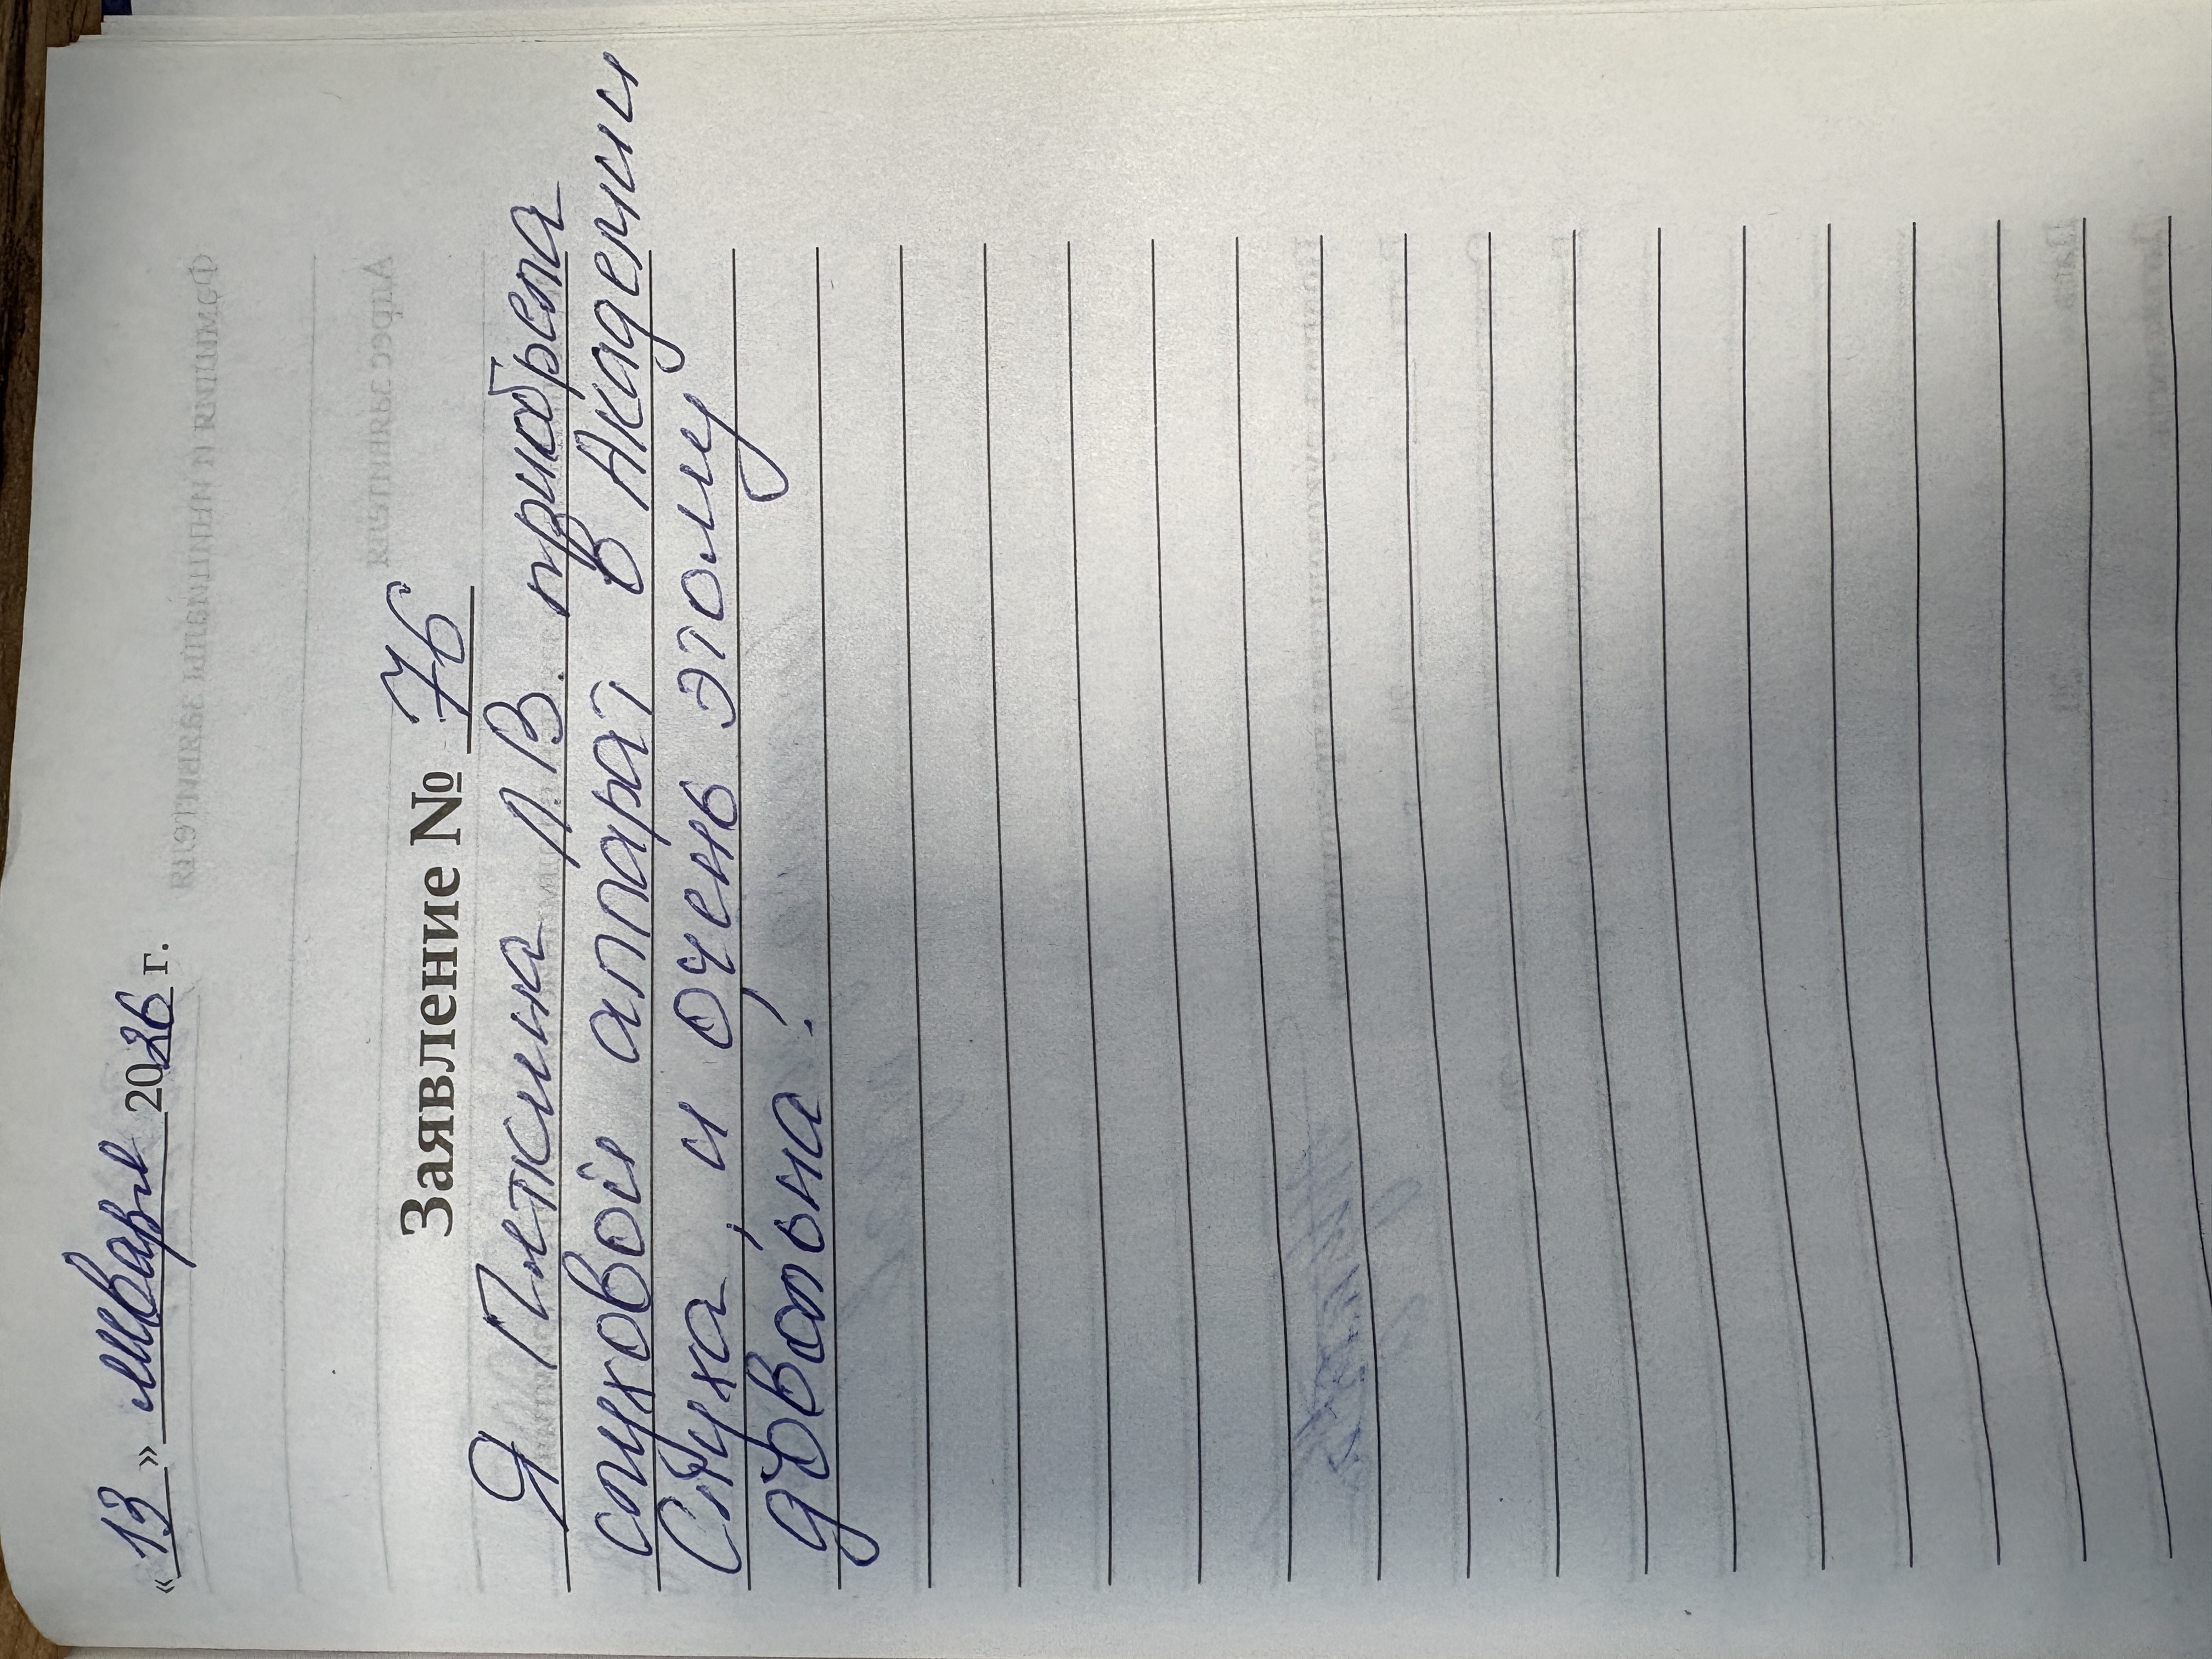 «13» января 2026 г.
Заявление № 76
Я Пяткина Л.В. приобрела
слуховой аппарат в Академии
Слуха, и очень, этому
довольна!